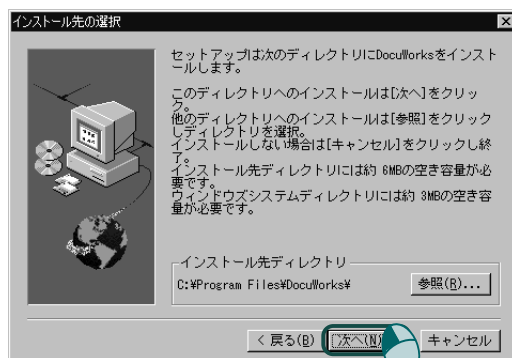 インストール先の選択
セットアップは次のディレクトリにDocuWorksをインスト
ールします。
このディレクトリへのインストールは[次へ]をクリッ
ク。
他のディレクトリへのインストールは[参照]をクリック
しディレクトリを選択。
インストールしない場合は[キャンセル]をクリックし終
了。
インストール先ディレクトリには約 6MBの空き容量が必
要です。
ウィンドウズシステムディレクトリには約 3MBの空き容
量が必要です。
インストール先ディレクトリ
C:¥Program Files¥DocuWorks¥
参照(R)...
< 戻る(B)
次へ(N)
キャンセル